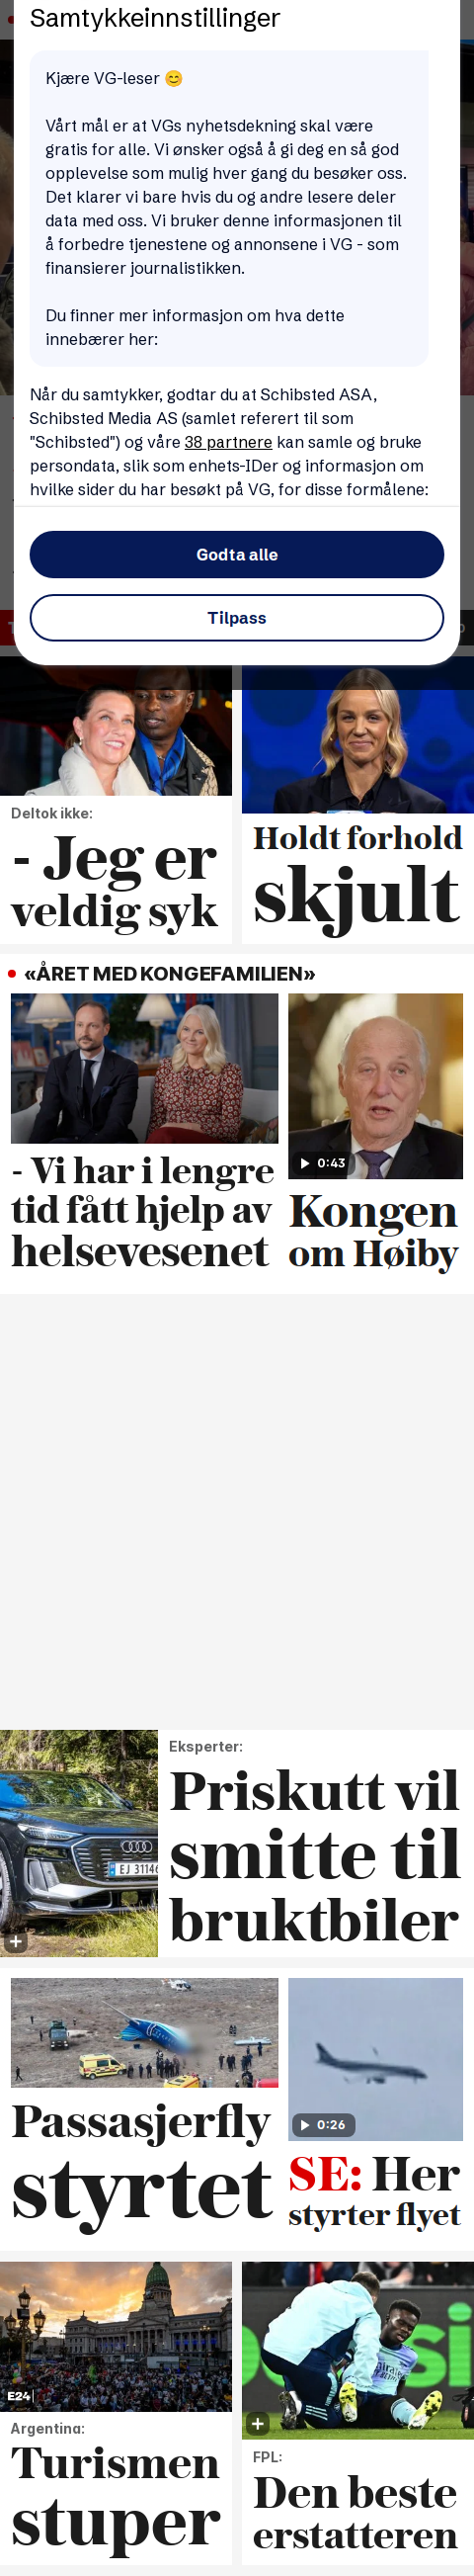 Samtykkeinnstillinger
Kjære VG-leser 😊
Vårt mål er at VGs nyhetsdekning skal være
gratis for alle. Vi ønsker også å gi deg en så god
opplevelse som mulig hver gang du besøker oss.
Det klarer vi bare hvis du og andre lesere deler
data med oss. Vi bruker denne informasjonen til
å forbedre tjenestene og annonsene i VG - som
finansierer journalistikken.
Du finner mer informasjon om hva dette
innebærer her:
Når du samtykker, godtar du at Schibsted ASA,
Schibsted Media AS (samlet referert til som
"Schibsted") og våre 38 partnere kan samle og bruke
persondata, slik som enhets-IDer og informasjon om
hvilke sider du har besøkt på VG, for disse formålene:
Godta alle
Tilpass
Deltok ikke:
- Jeg er
veldig syk
Holdt forhold
skjult
«ÅRET MED KONGEFAMILIEN»
- Vi har i lengre
tid fått hjelp av
helsevesenet
0:43
Kongen
om Høiby
EJ 31146
Eksperter:
Priskutt vil
smitte til
bruktbiler
Passasjerfly
styrtet
0:26
SE: Her
styrter flyet
E24
Argentina:
Turismen
stuper
FPL:
Den beste
erstatteren